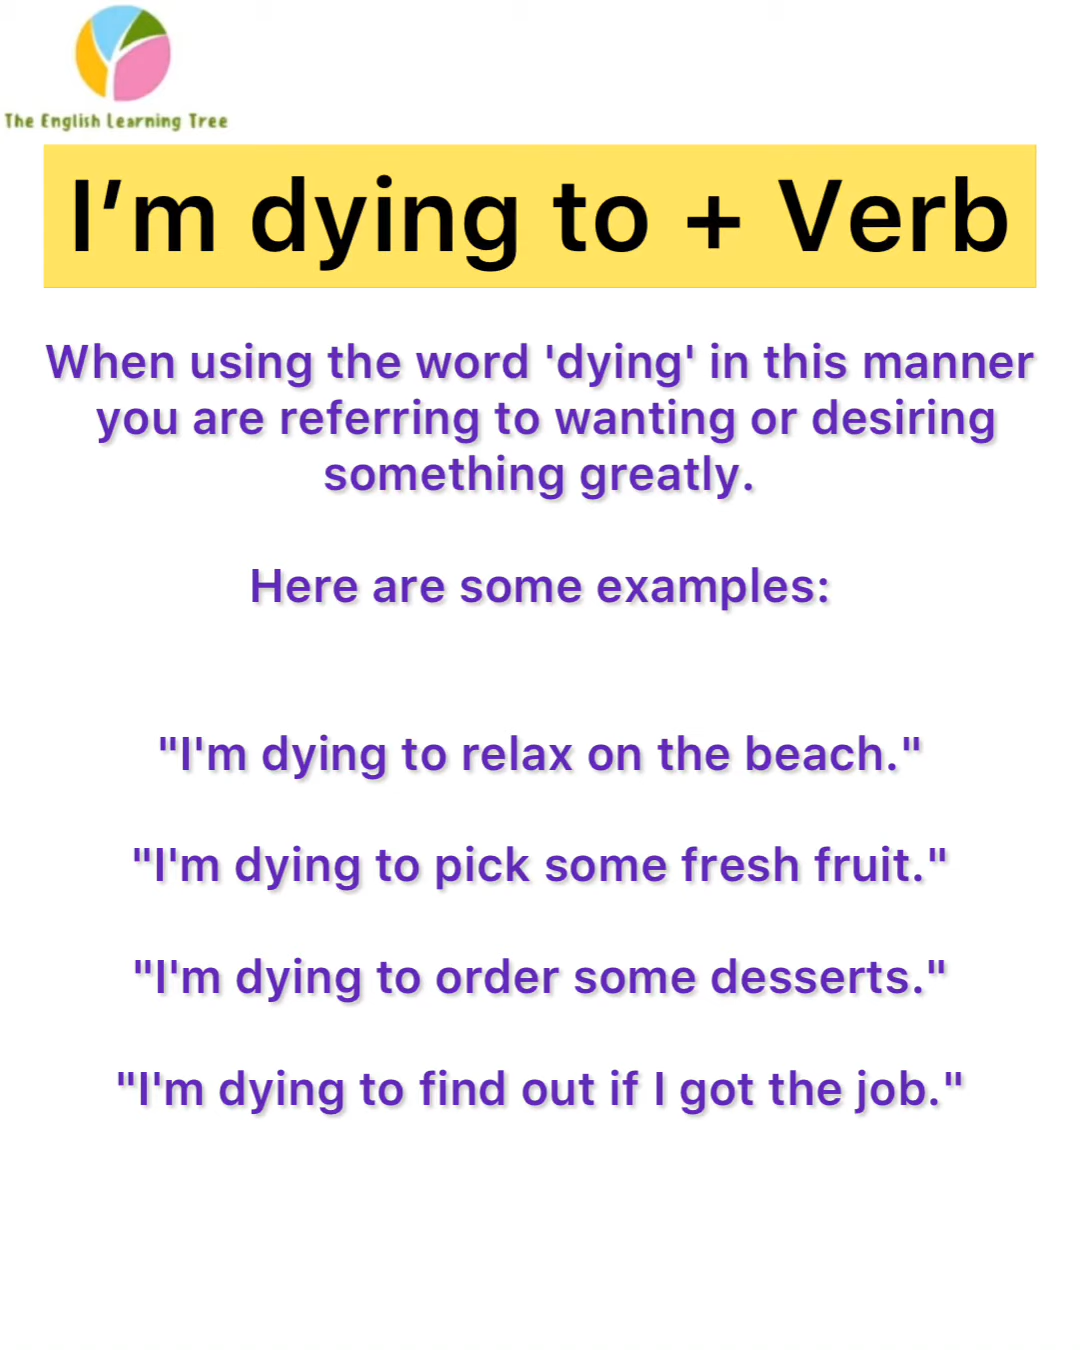 The English Learning Tree
I’m dying to + Verb
When using the word 'dying' in this manner
you are referring to wanting or desiring
something greatly.
Here are some examples:
"I'm dying to relax on the beach."
"I'm dying to pick some fresh fruit."
"I'm dying to order some desserts."
"I'm dying to find out if I got the job."